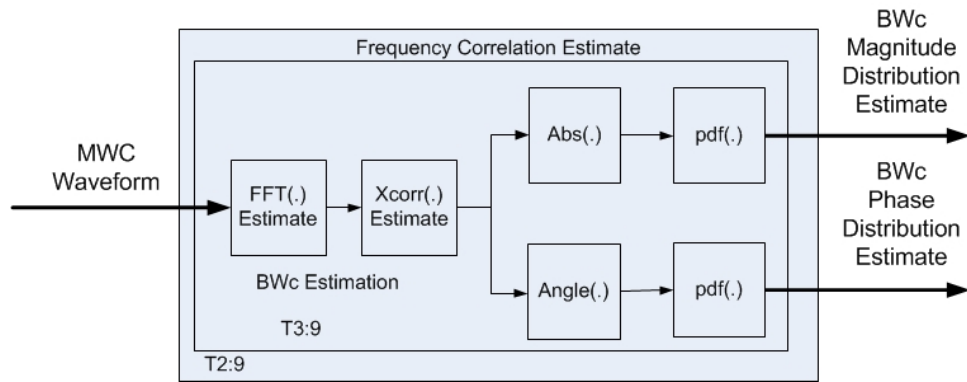 Frequency Correlation Estimate
MWC
Waveform
FFT(.)
Estimate
Xcorr(.)
Estimate
BWc Estimation
Abs(.)
pdf(.)
Angle(.)
pdf(.)
T3:9
T2:9
BWc
Magnitude
Distribution
Estimate
BWc
Phase
Distribution
Estimate